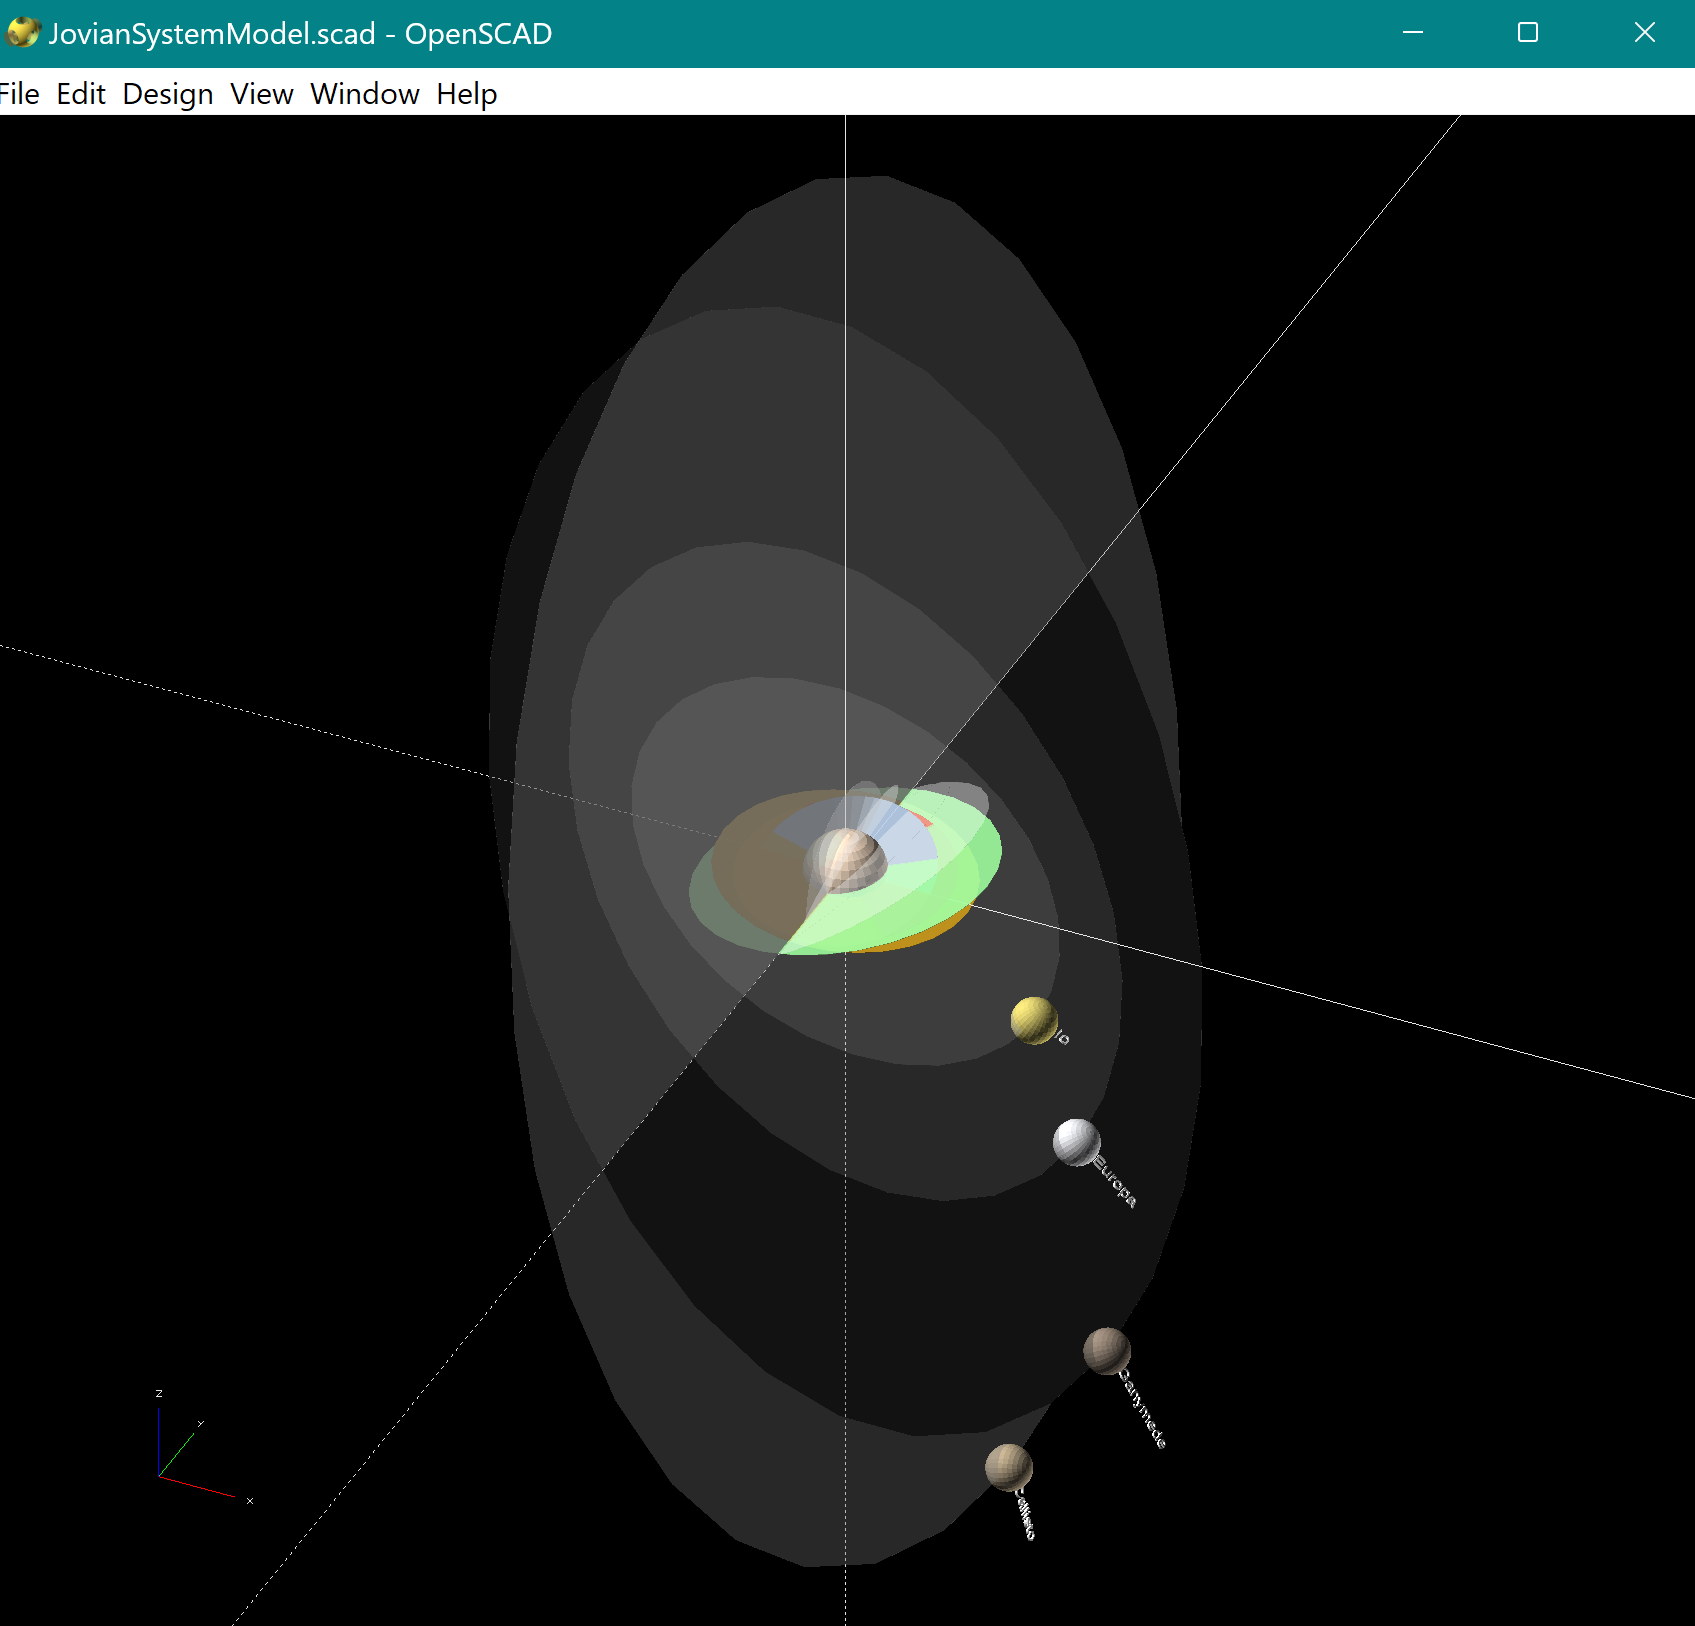 JovianSystemModel.scad - OpenSCAD
File Edit Design View Window Help
Io
Europa
Ganymede
Callisto
z
y
x